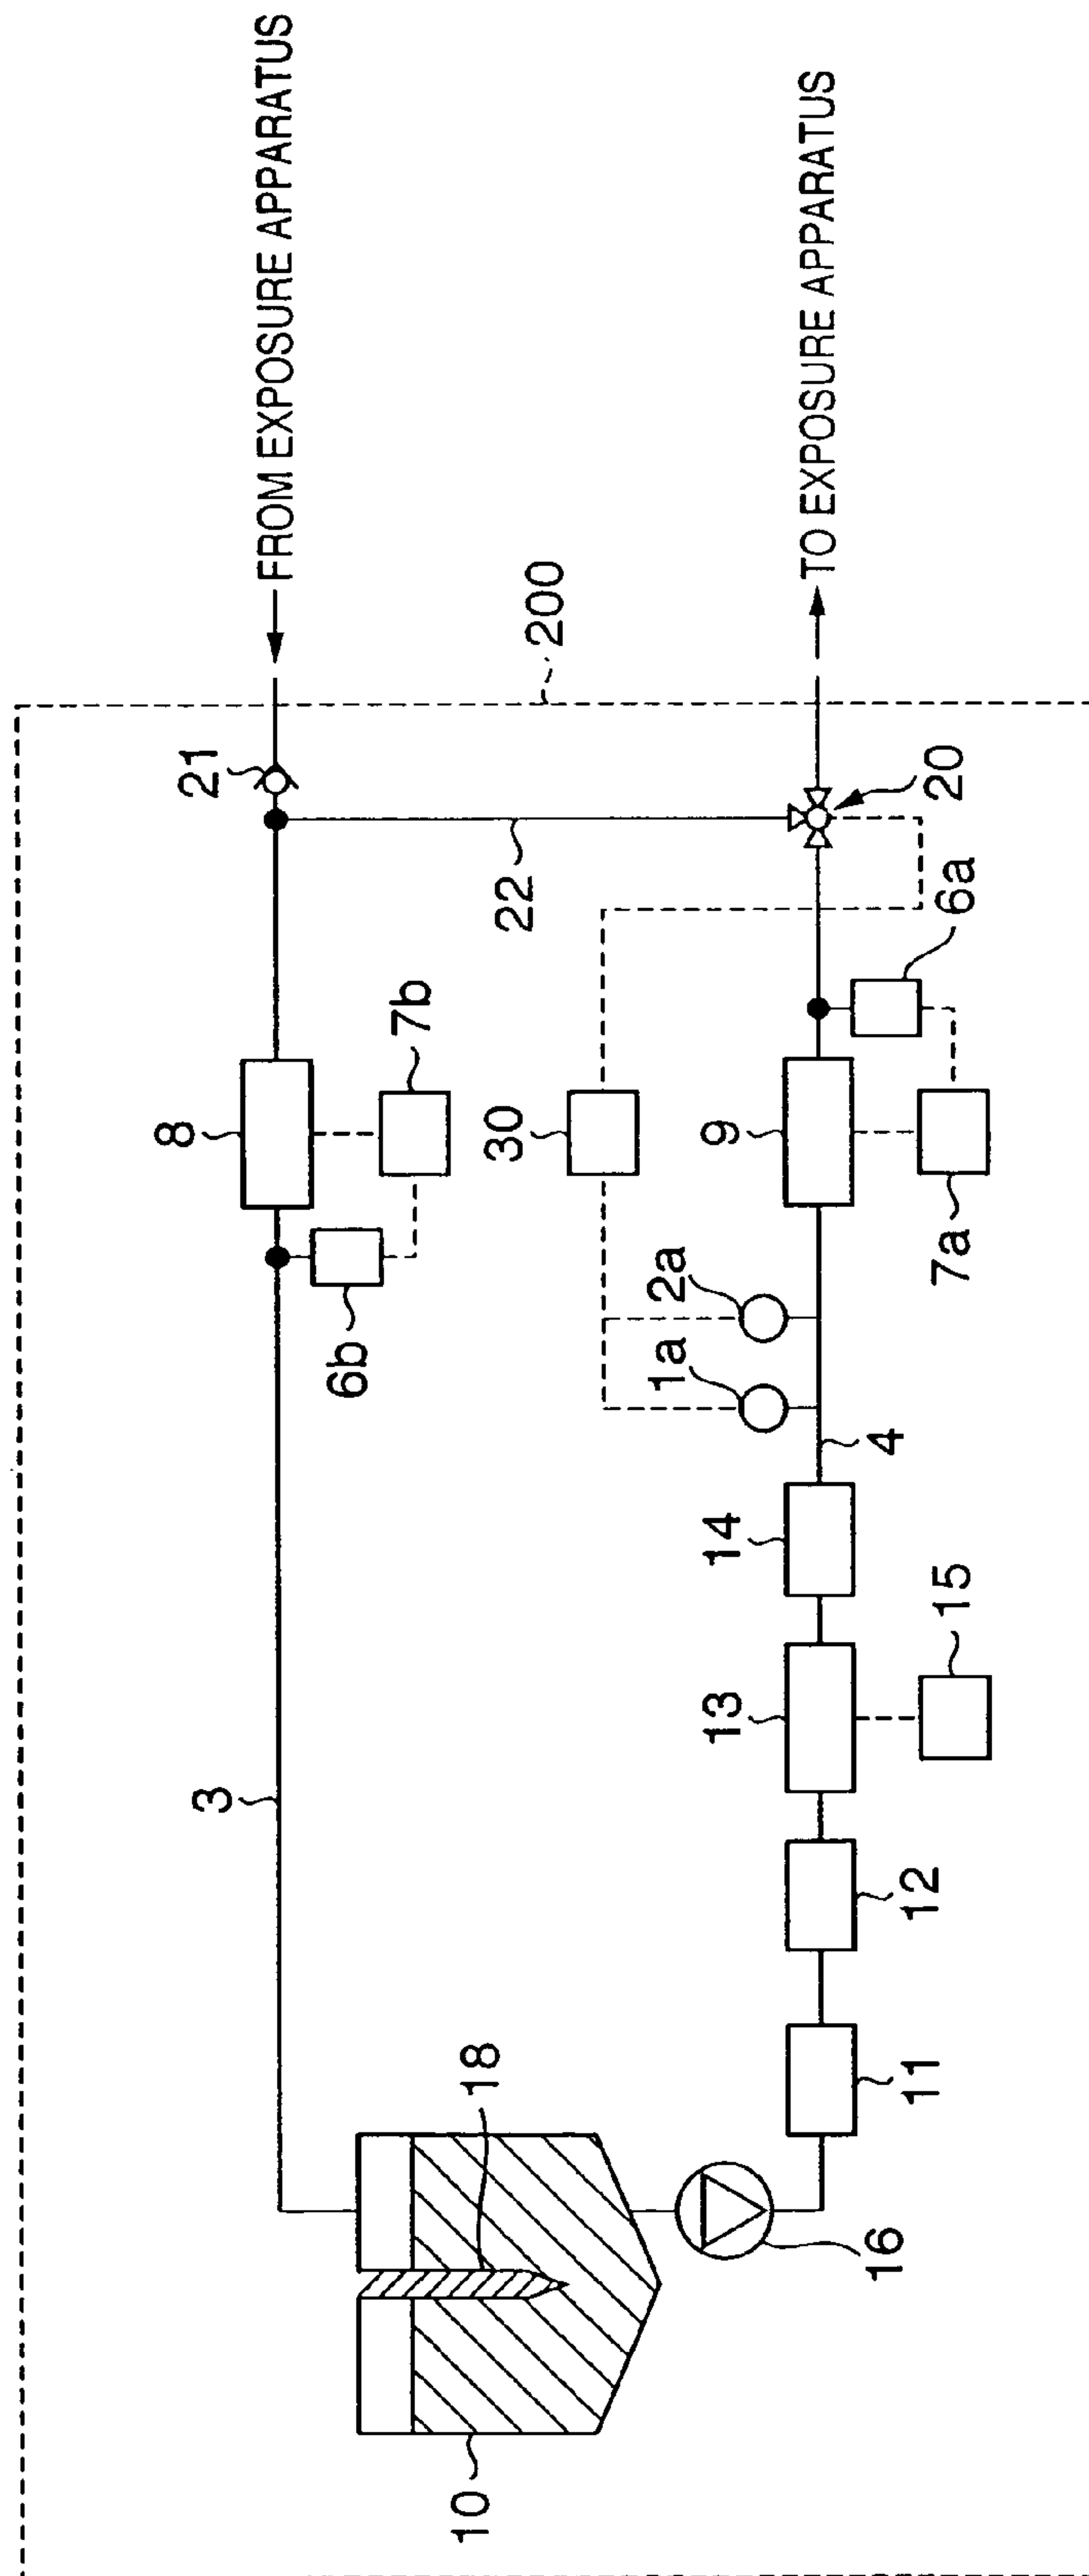 FROM EXPOSURE APPARATUS
TO EXPOSURE APPARATUS
200
21
22
20
6a
8
7b
30
9
7a
6b
2a
1a
4
14
15
13
3
12
11
18
16
10